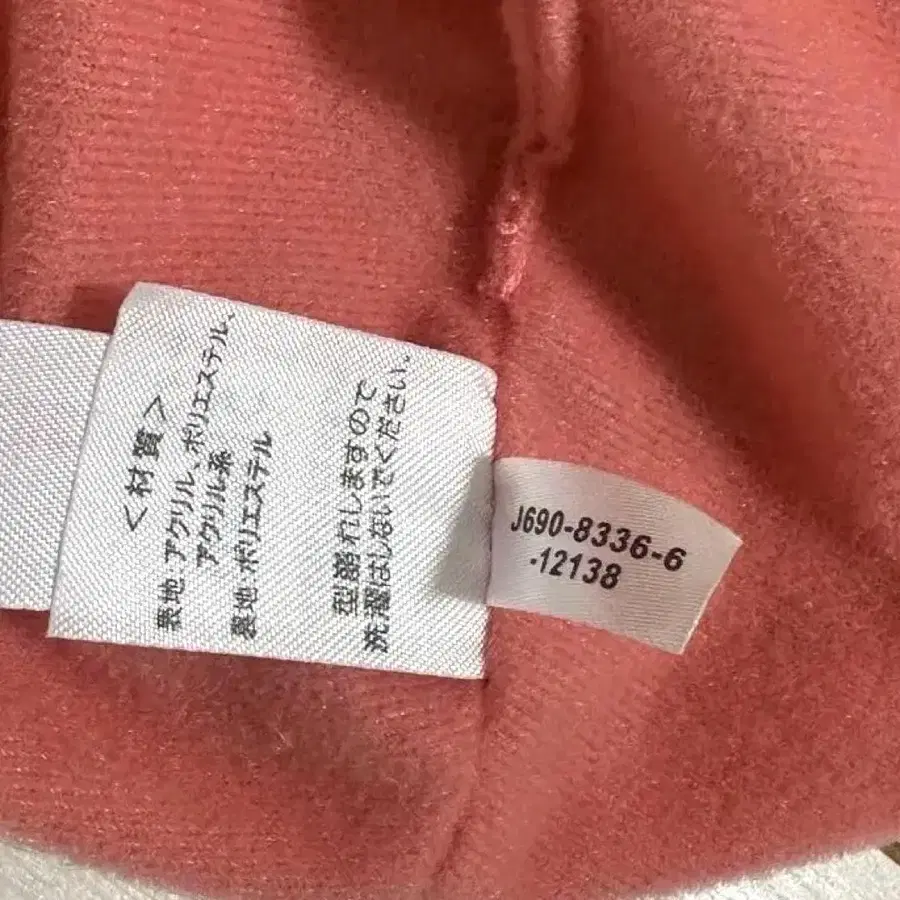 ＜材質＞
表地：アクリル、ポリエステル、
アクリル系
裏地：ポリエステル
型崩れしますので
洗濯はしないでください。
J690-8336-6
-12138